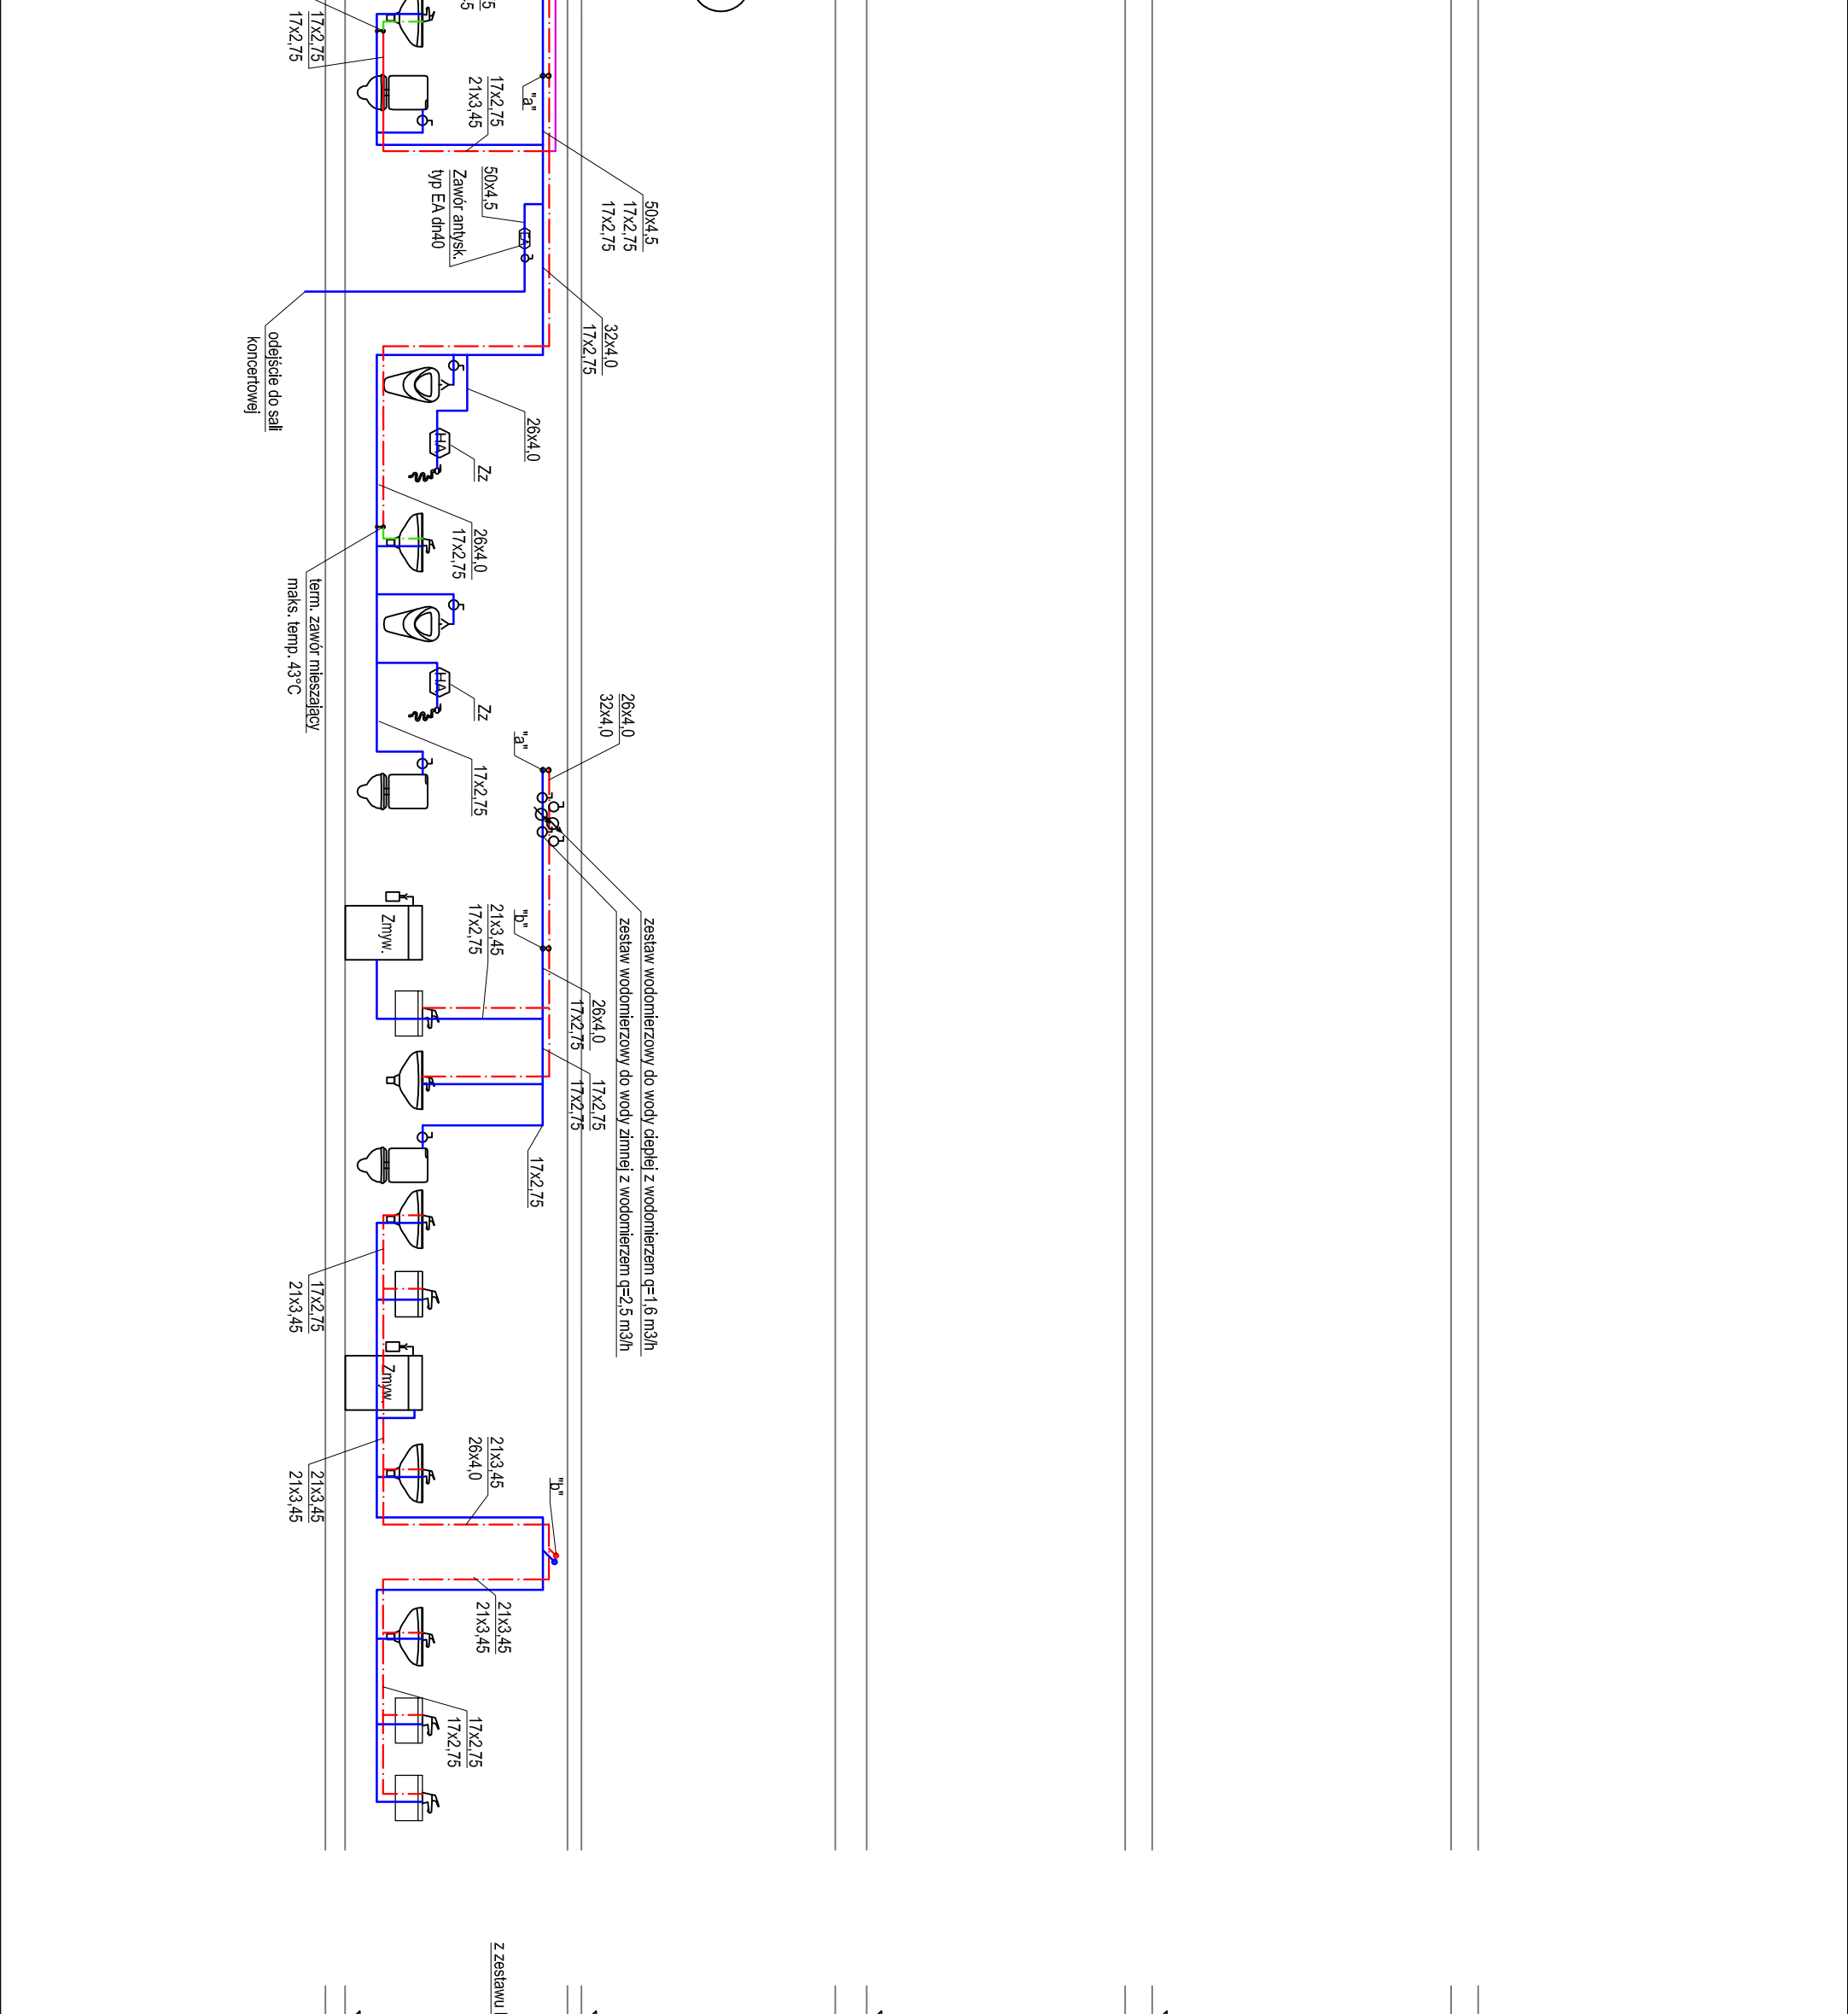 17x2,75
17x2,75
17x2,75
21x3,45
"a"
50x4,5
17x2,75
17x2,75
50x4,5
Zawór antysk.
typ EA dn40
EA
32x4,0
17x2,75
odejście do sali
koncertowej
26x4,0
HA
Zz
26x4,0
17x2,75
term. zawór mieszający
maks. temp. 43°C
HA
Zz
17x2,75
26x4,0
32x4,0
"a"
zestaw wodomierzowy do wody ciepłej z wodomierzem q=1,6 m3/h
zestaw wodomierzowy do wody zimnej z wodomierzem q=2,5 m3/h
Zmyw.
21x3,45
17x2,75
"b"
26x4,0
17x2,75
17x2,75
17x2,75
17x2,75
17x2,75
21x3,45
Zmyw.
21x3,45
21x3,45
21x3,45
26x4,0
"b"
21x3,45
21x3,45
17x2,75
17x2,75
z zestawu